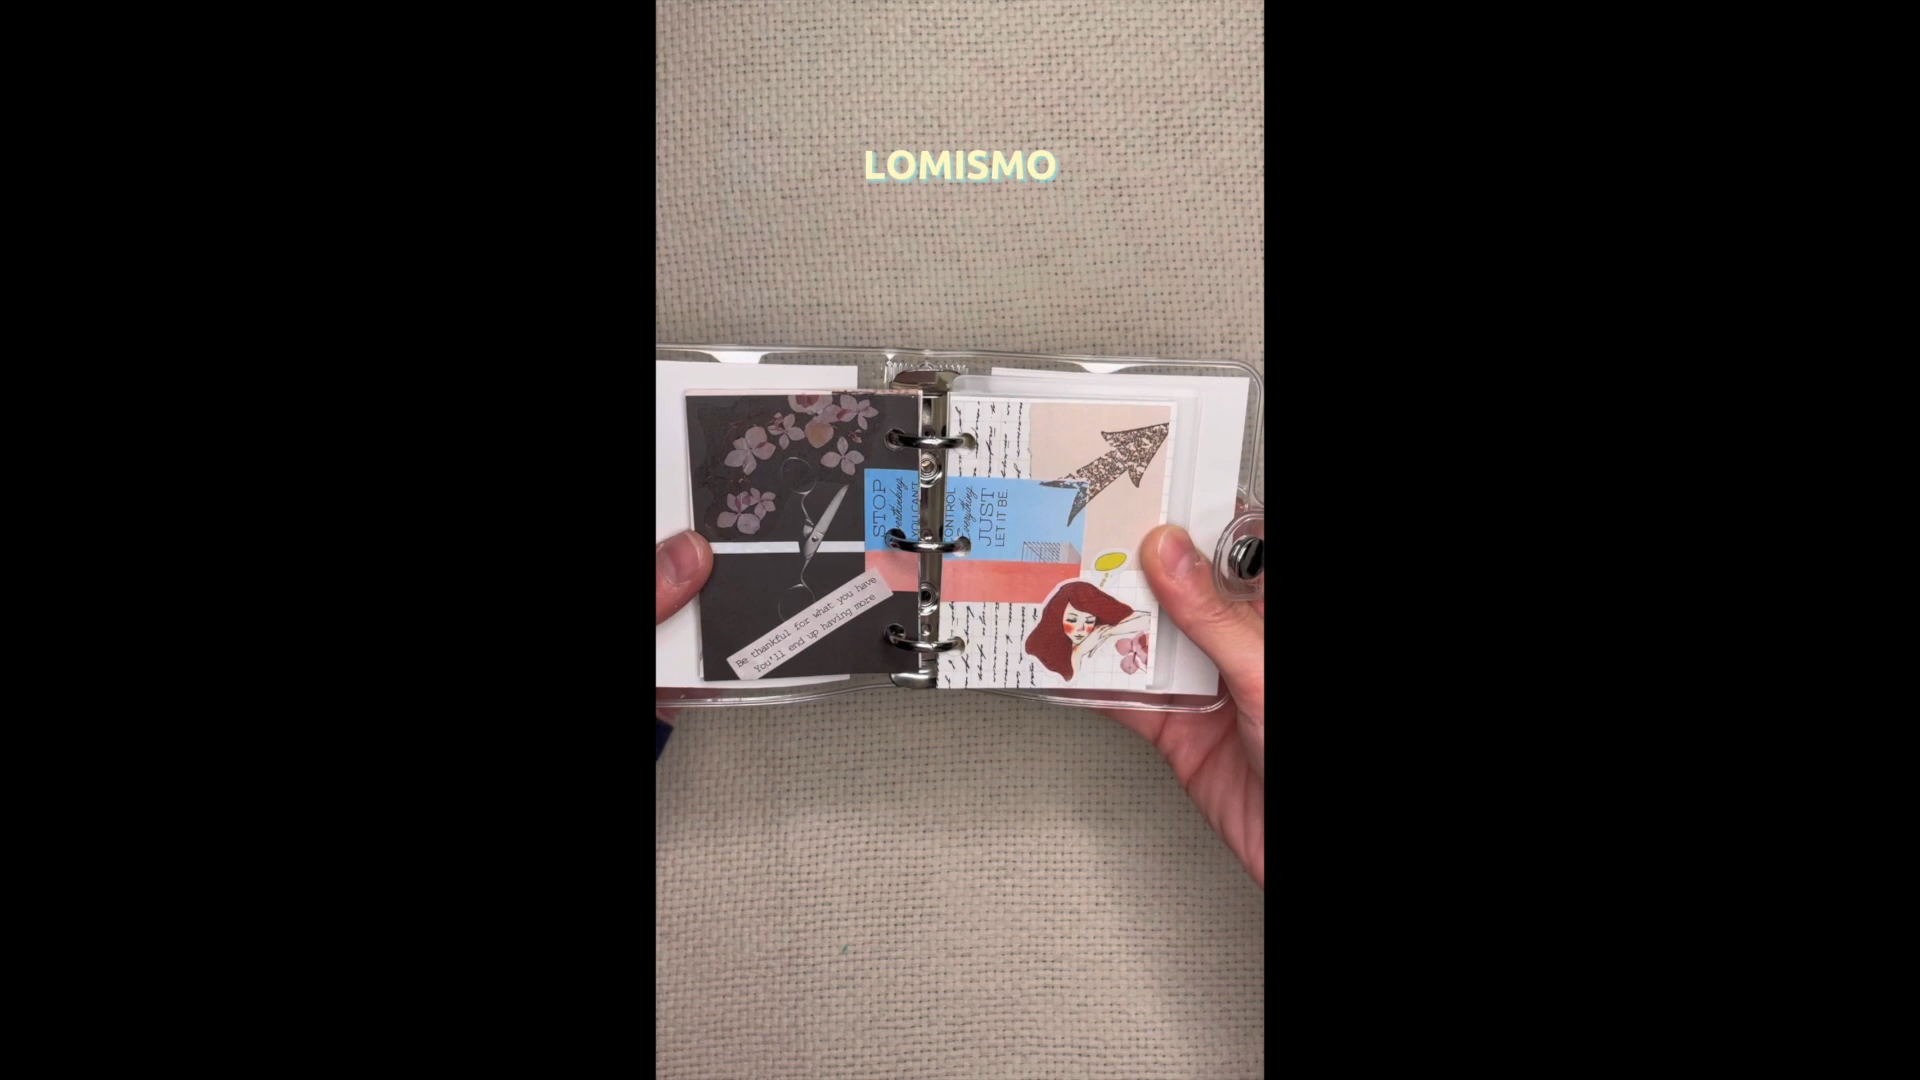 LOMISMO
STOP
overthinking
YOU CAN'T
CONTROL
Everything
JUST
LET IT BE.
Be thankful for what you have
You'll end up having more